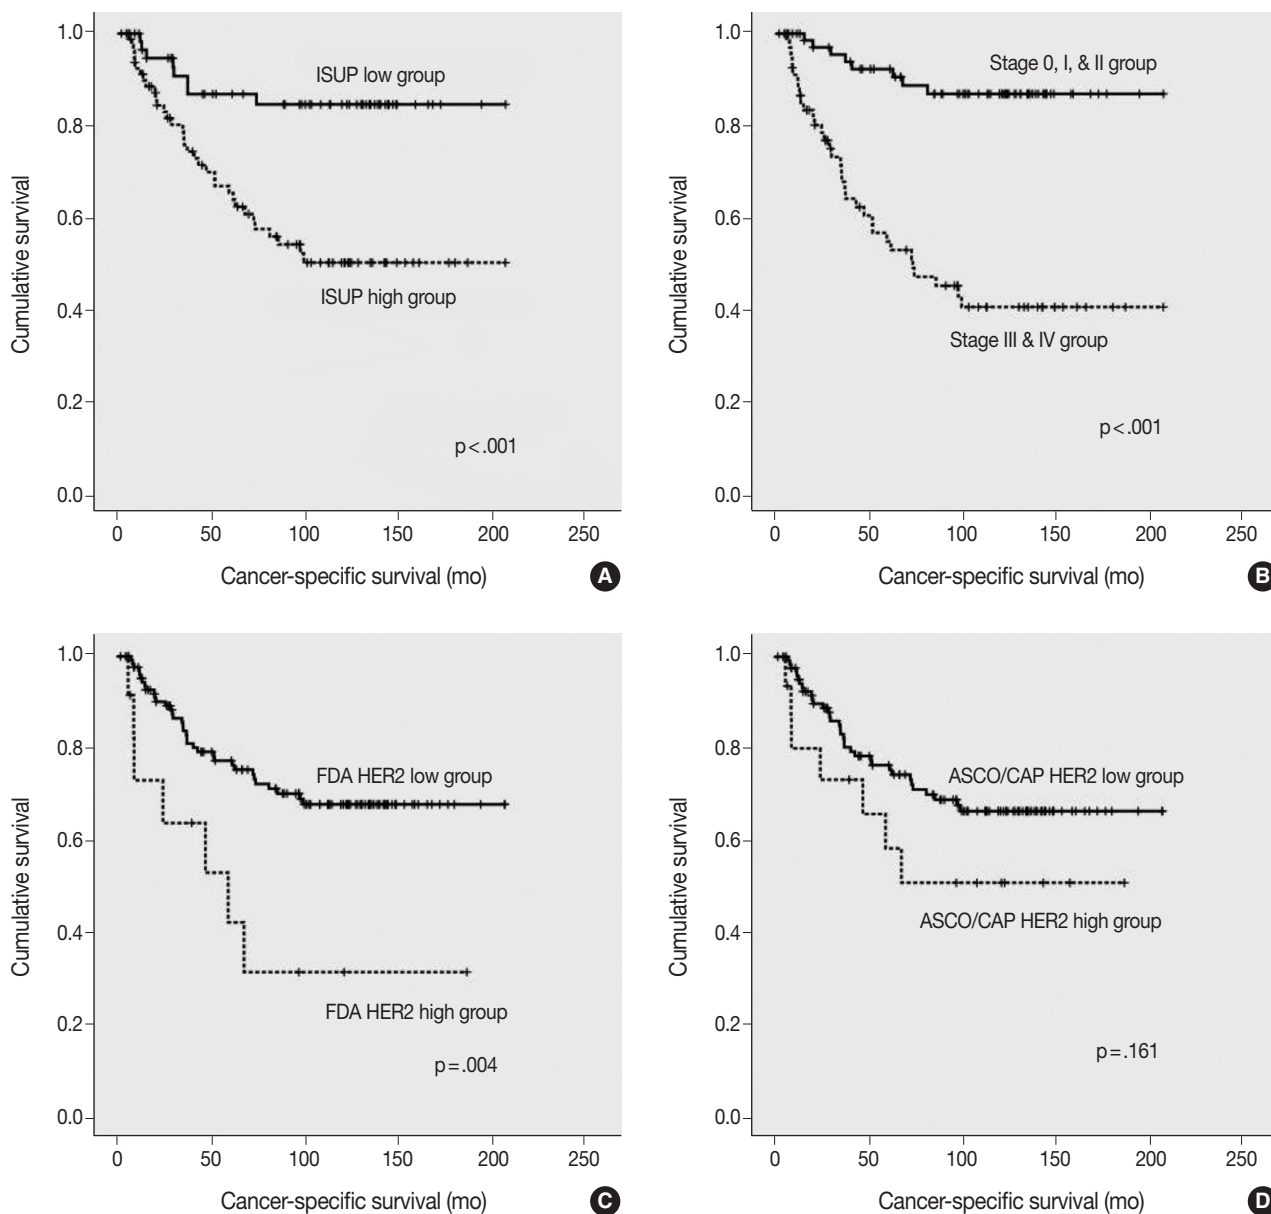 1.0
0.8
0.6
0.4
0.2
0.0
Cumulative survival
ISUP low group
ISUP high group
p<.001
0 50 100 150 200 250
Cancer-specific survival (mo)
A
1.0
0.8
0.6
0.4
0.2
0.0
Cumulative survival
Stage 0, I, & II group
Stage III & IV group
p<.001
0 50 100 150 200 250
Cancer-specific survival (mo)
B
1.0
0.8
0.6
0.4
0.2
0.0
Cumulative survival
FDA HER2 low group
FDA HER2 high group
p=.004
0 50 100 150 200 250
Cancer-specific survival (mo)
C
1.0
0.8
0.6
0.4
0.2
0.0
Cumulative survival
ASCO/CAP HER2 low group
ASCO/CAP HER2 high group
p=.161
0 50 100 150 200 250
Cancer-specific survival (mo)
D